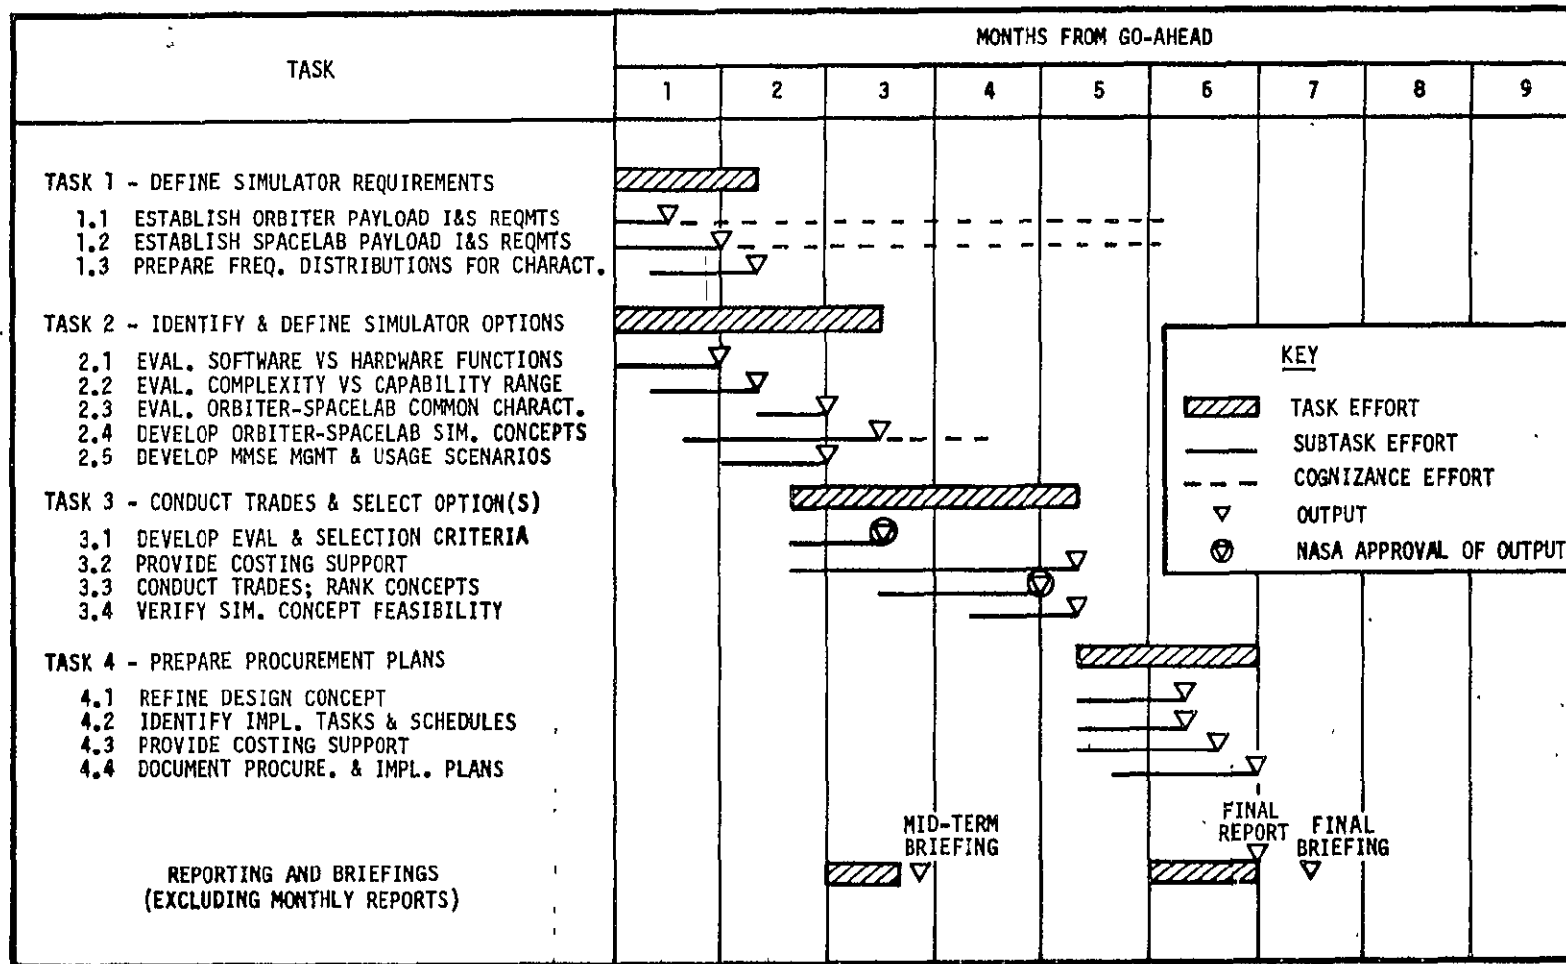 MONTHS FROM GO-AHEAD
TASK
1 2 3 4 5 6 7 8 9
TASK 1 - DEFINE SIMULATOR REQUIREMENTS
1.1 ESTABLISH ORBITER PAYLOAD I&S REQMTS
1.2 ESTABLISH SPACELAB PAYLOAD I&S REQMTS
1.3 PREPARE FREQ. DISTRIBUTIONS FOR CHARACT.
TASK 2 - IDENTIFY & DEFINE SIMULATOR OPTIONS
2.1 EVAL. SOFTWARE VS HARDWARE FUNCTIONS
2.2 EVAL. COMPLEXITY VS CAPABILITY RANGE
2.3 EVAL. ORBITER-SPACELAB COMMON CHARACT.
2.4 DEVELOP ORBITER-SPACELAB SIM. CONCEPTS
2.5 DEVELOP MMSE MGMT & USAGE SCENARIOS
TASK 3 - CONDUCT TRADES & SELECT OPTION(S)
3.1 DEVELOP EVAL & SELECTION CRITERIA
3.2 PROVIDE COSTING SUPPORT
3.3 CONDUCT TRADES; RANK CONCEPTS
3.4 VERIFY SIM. CONCEPT FEASIBILITY
TASK 4 - PREPARE PROCUREMENT PLANS
4.1 REFINE DESIGN CONCEPT
4.2 IDENTIFY IMPL. TASKS & SCHEDULES
4.3 PROVIDE COSTING SUPPORT
4.4 DOCUMENT PROCURE. & IMPL. PLANS
REPORTING AND BRIEFINGS
(EXCLUDING MONTHLY REPORTS)
MID-TERM
BRIEFING
FINAL
REPORT
FINAL
BRIEFING
KEY
TASK EFFORT
SUBTASK EFFORT
COGNIZANCE EFFORT
OUTPUT
NASA APPROVAL OF OUTPUT